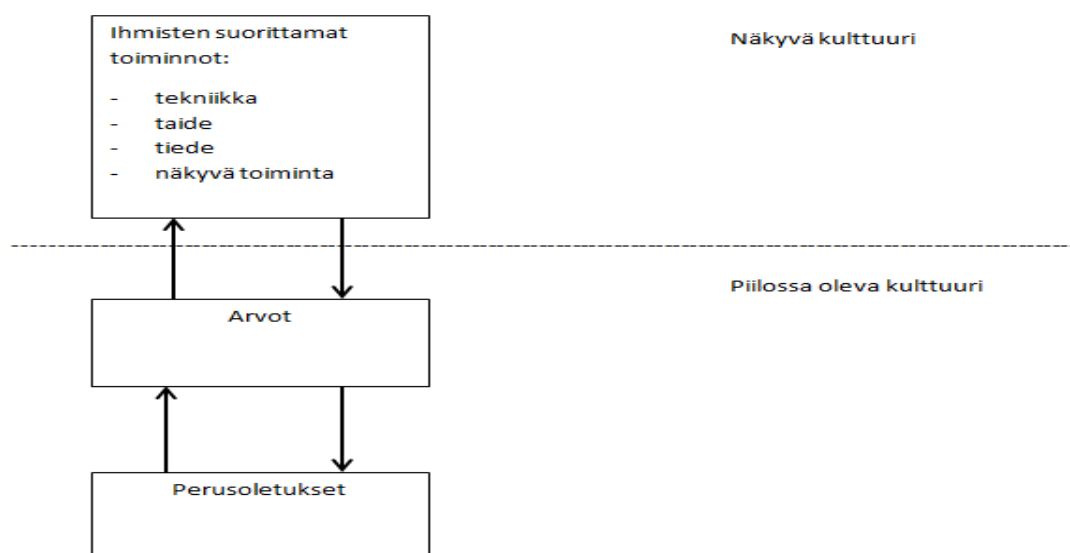 Ihmisten suorittamat
toiminnot:
- tekniikka
- taide
- tiede
- näkyvä toiminta
Näkyvä kulttuuri
Piilossa oleva kulttuuri
Arvot
Perusoletukset